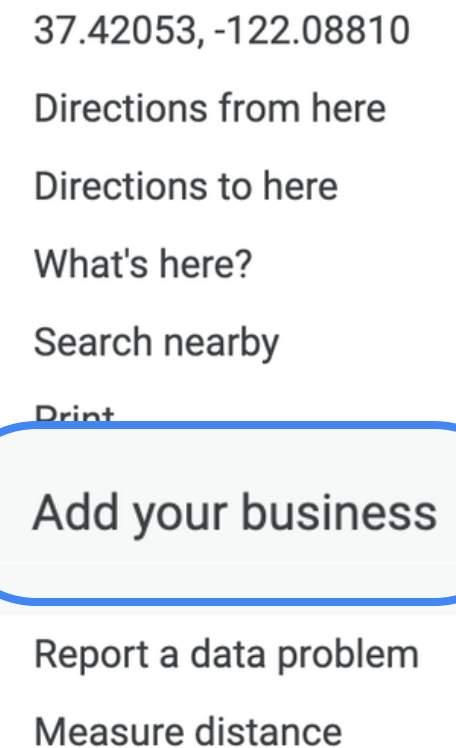 37.42053, -122.08810
Directions from here
Directions to here
What's here?
Search nearby
Print
Add your business
Report a data problem
Measure distance